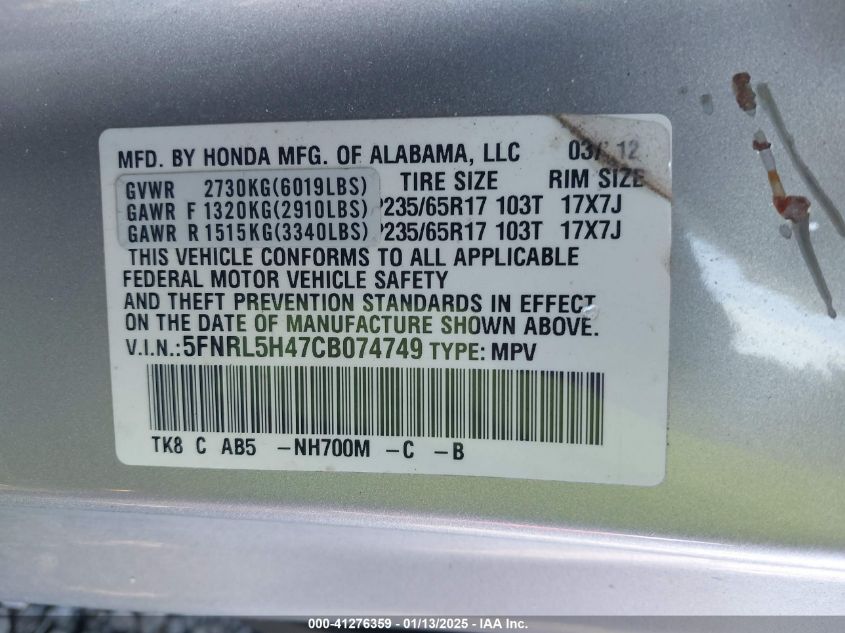 MFD. BY HONDA MFG. OF ALABAMA, LLC 03/12
GVWR 2730KG(6019LBS) TIRE SIZE RIM SIZE
GAWR F 1320KG(2910LBS) P235/65R17 103T 17X7J
GAWR R 1515KG(3340LBS) P235/65R17 103T 17X7J
THIS VEHICLE CONFORMS TO ALL APPLICABLE
FEDERAL MOTOR VEHICLE SAFETY
AND THEFT PREVENTION STANDARDS IN EFFECT
ON THE DATE OF MANUFACTURE SHOWN ABOVE.
V.I.N.:5FNRL5H47CB074749 TYPE: MPV
TK8 C AB5 -NH700M -C -B
000-41276359 - 01/13/2025 - IAA Inc.